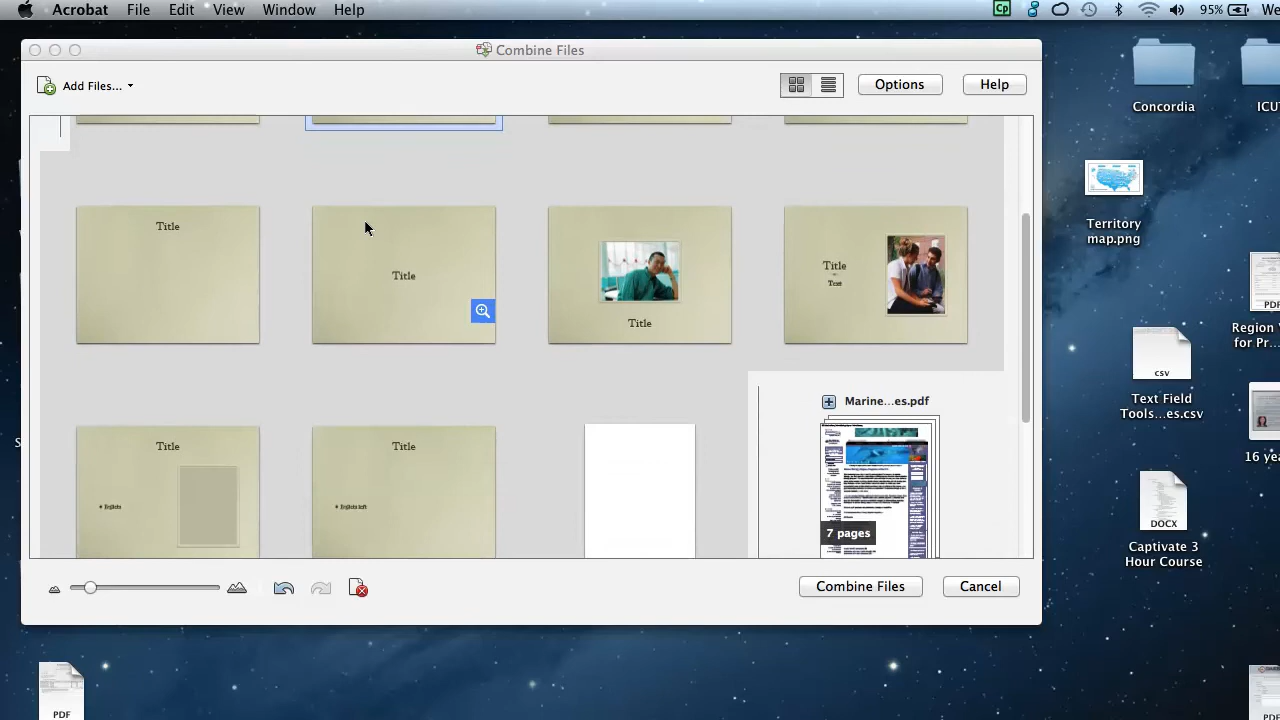 Acrobat File Edit View Window Help
95%
Combine Files
Add Files...
Options
Help
Title
Title
Title
Title
Text
Title
Title
Marine...es.pdf
7 pages
Combine Files
Cancel
Concordia
Territory
map.png
PDF
csv
Text Field
Tools...es.csv
DOCX
Captivate 3
Hour Course
PDF
PDF